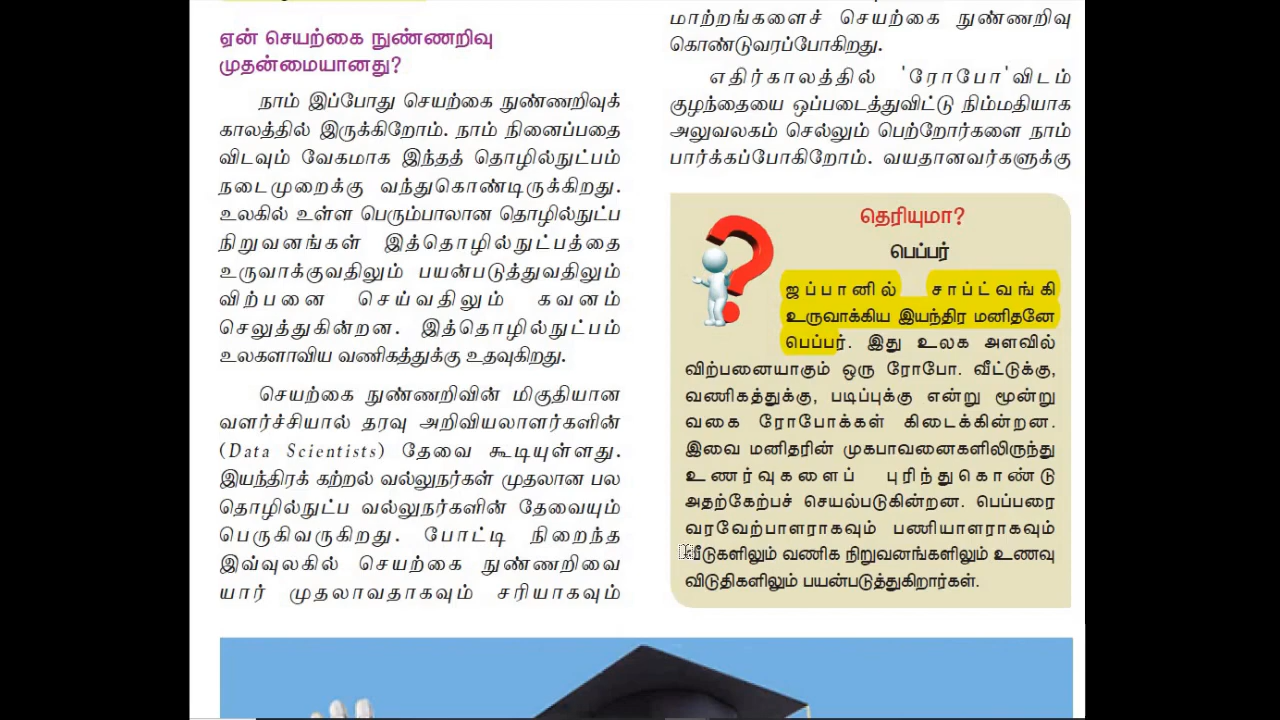 ஏன் செயற்கை நுண்ணறிவு
முதன்மையானது?
நாம் இப்போது செயற்கை நுண்ணறிவுக்
காலத்தில் இருக்கிறோம். நாம் நினைப்பதை
விடவும் வேகமாக இந்தத் தொழில்நுட்பம்
நடைமுறைக்கு வந்துகொண்டிருக்கிறது.
உலகில் உள்ள பெரும்பாலான தொழில்நுட்ப
நிறுவனங்கள் இத்தொழில்நுட்பத்தை
உருவாக்குவதிலும் பயன்படுத்துவதிலும்
விற்பனை செய்வதிலும் கவனம்
செலுத்துகின்றன. இத்தொழில்நுட்பம்
உலகளாவிய வணிகத்துக்கு உதவுகிறது.
செயற்கை நுண்ணறிவின் மிகுதியான
வளர்ச்சியால் தரவு அறிவியலாளர்களின்
(Data Scientists) தேவை கூடியுள்ளது.
இயந்திரக் கற்றல் வல்லுநர்கள் முதலான பல
தொழில்நுட்ப வல்லுநர்களின் தேவையும்
பெருகிவருகிறது. போட்டி நிறைந்த
இவ்வுலகில் செயற்கை நுண்ணறிவை
யார் முதலாவதாகவும் சரியாகவும்
மாற்றங்களைச் செயற்கை நுண்ணறிவு
கொண்டுவரப்போகிறது.
எதிர்காலத்தில் 'ரோபோ'விடம்
குழந்தையை ஒப்படைத்துவிட்டு நிம்மதியாக
அலுவலகம் செல்லும் பெற்றோர்களை நாம்
பார்க்கப்போகிறோம். வயதானவர்களுக்கு
தெரியுமா?
பெப்பர்
ஜப்பானில் சாப்ட்வங்கி
உருவாக்கிய இயந்திர மனிதனே
பெப்பர். இது உலக அளவில்
விற்பனையாகும் ஒரு ரோபோ. வீட்டுக்கு,
வணிகத்துக்கு, படிப்புக்கு என்று மூன்று
வகை ரோபோக்கள் கிடைக்கின்றன.
இவை மனிதரின் முகபாவனைகளிலிருந்து
உணர்வுகளைப் புரிந்துகொண்டு
அதற்கேற்பச் செயல்படுகின்றன. பெப்பரை
வரவேற்பாளராகவும் பணியாளராகவும்
வீடுகளிலும் வணிக நிறுவனங்களிலும் உணவு
விடுதிகளிலும் பயன்படுத்துகிறார்கள்.